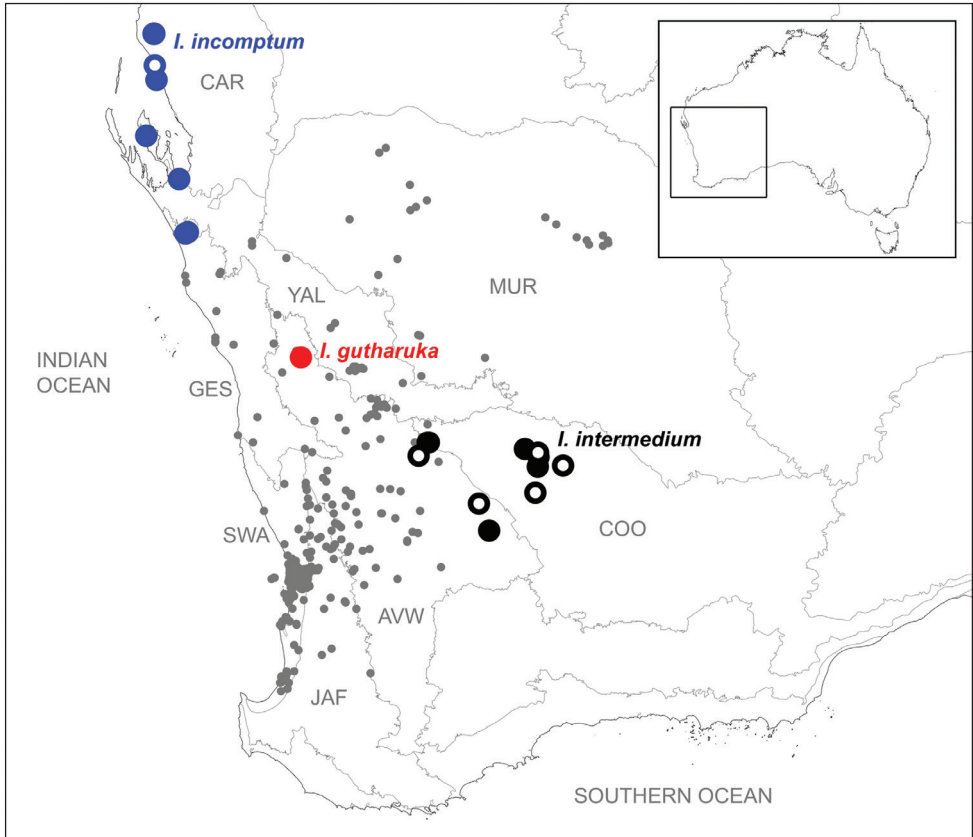 I. incomptum
CAR
YAL
MUR
I. gutharuka
INDIAN
OCEAN
GES
I. intermedium
SWA
COO
AVW
JAF
SOUTHERN OCEAN